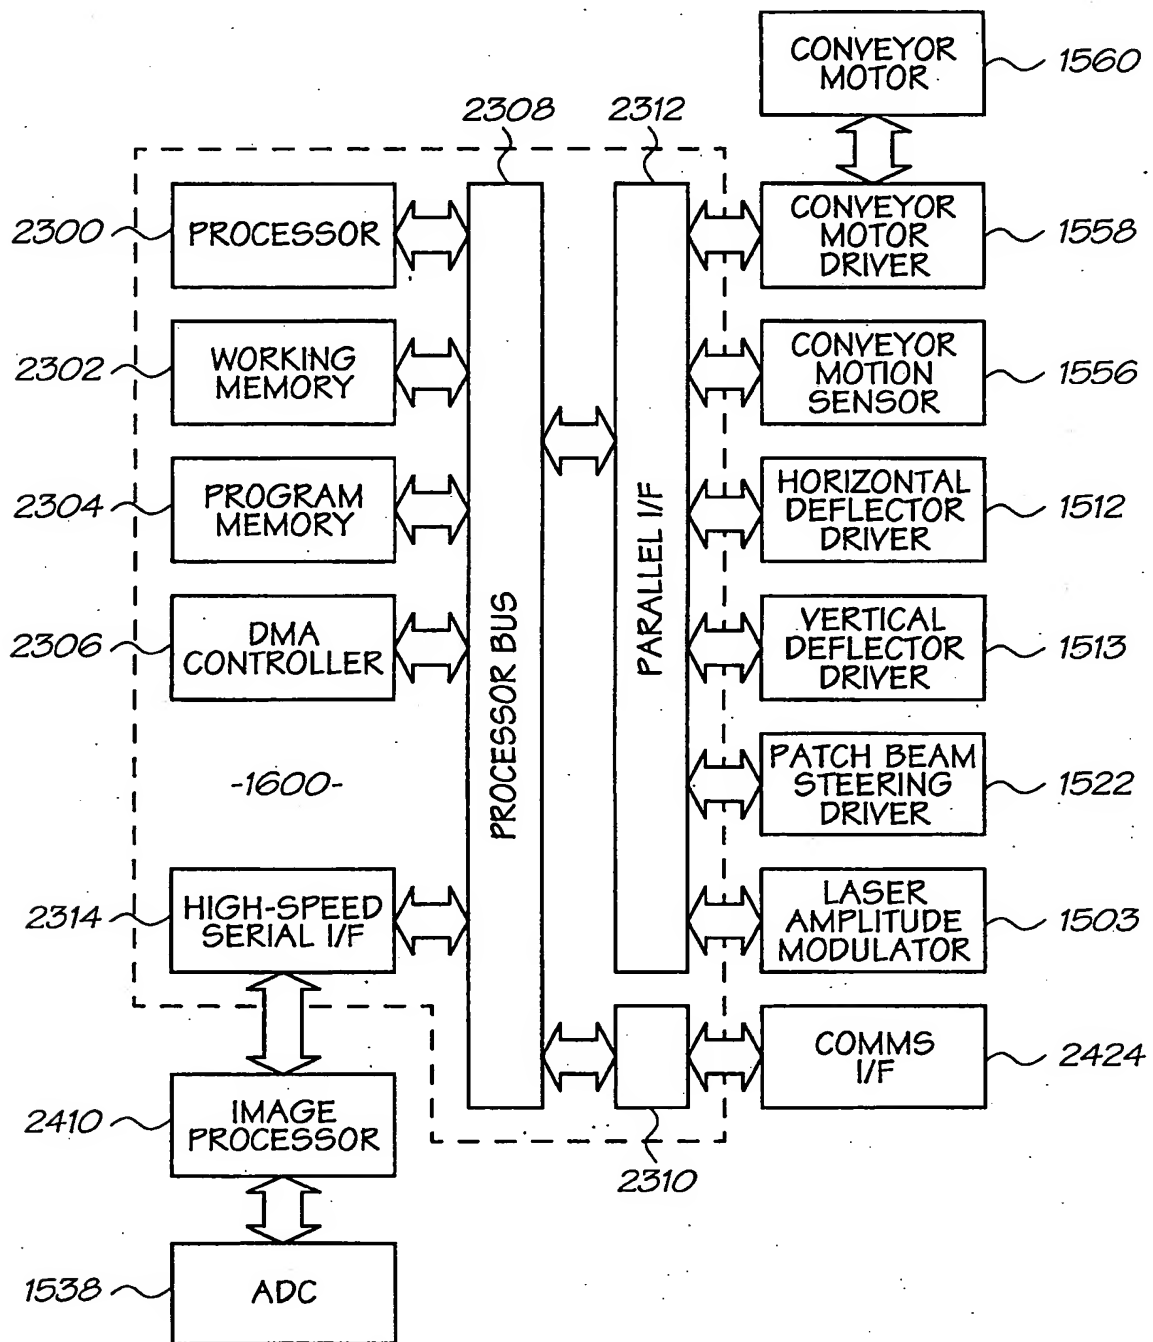 CONVEYOR
MOTOR
1560
2308
2312
2300
PROCESSOR
CONVEYOR
MOTOR
DRIVER
1558
2302
WORKING
MEMORY
CONVEYOR
MOTION
SENSOR
1556
2304
PROGRAM
MEMORY
HORIZONTAL
DEFLECTOR
DRIVER
1512
2306
DMA
CONTROLLER
PROCESSOR BUS
PARALLEL I/F
VERTICAL
DEFLECTOR
DRIVER
1513
-1600-
PATCH BEAM
STEERING
DRIVER
1522
2314
HIGH-SPEED
SERIAL I/F
LASER
AMPLITUDE
MODULATOR
1503
COMMS
I/F
2424
2410
IMAGE
PROCESSOR
2310
1538
ADC